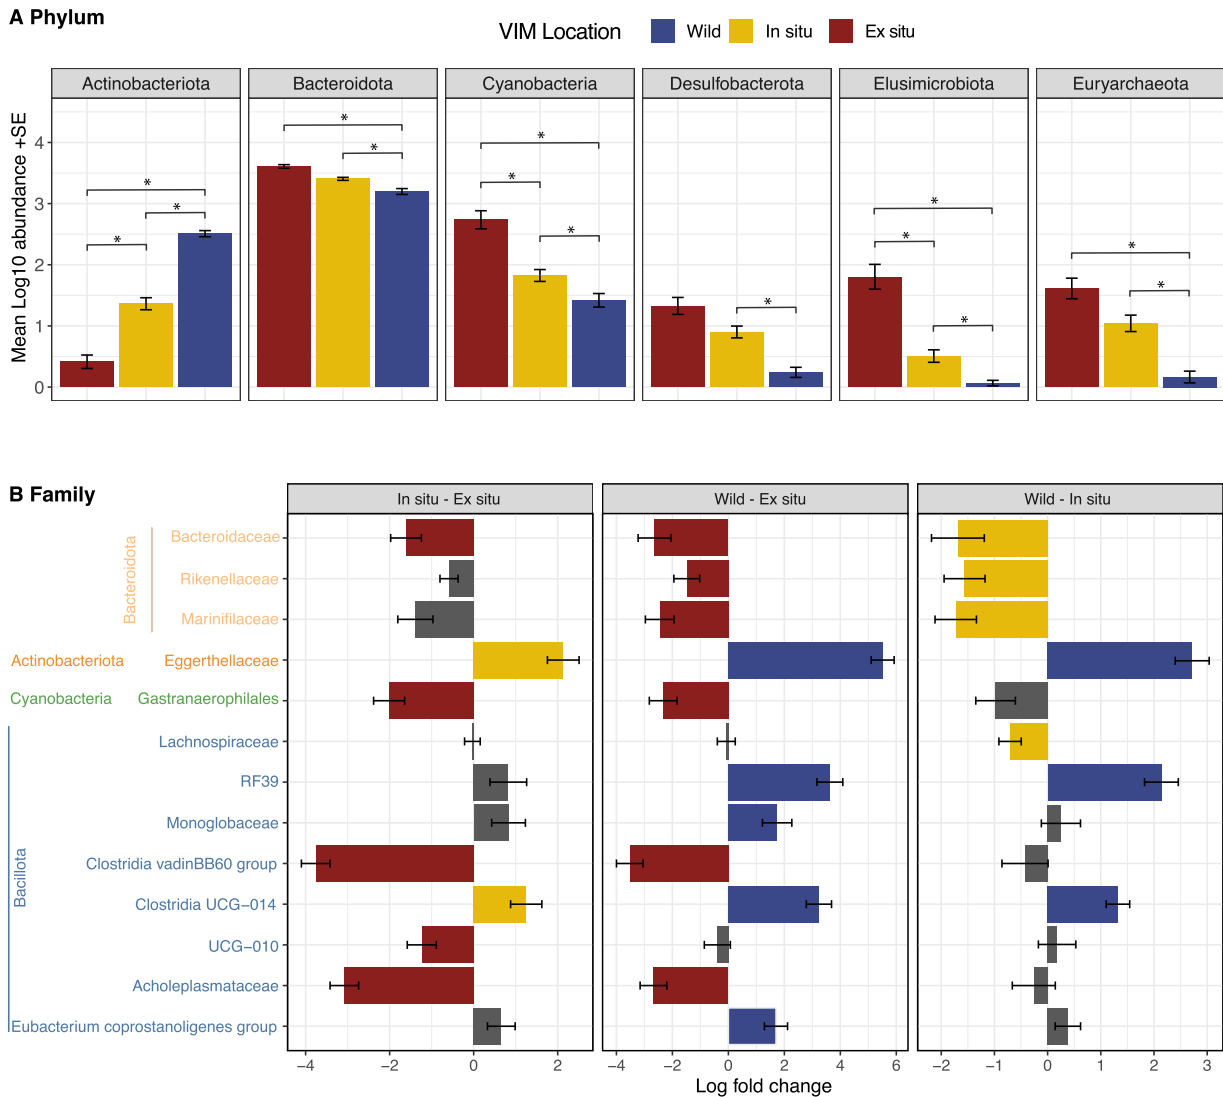 A Phylum
VIM Location Wild In situ Ex situ
Actinobacteriota Bacteroidota Cyanobacteria Desulfobacterota Elusimicrobiota Euryarchaeota
Mean Log10 abundance +SE
4
3
2
1
0
* * *
* *
* * *
*
* * *
* *
B Family
In situ - Ex situ Wild - Ex situ Wild - In situ
Bacteroidota
Bacteroidaceae
Rikenellaceae
Marinifilaceae
Actinobacteriota Eggerthellaceae
Cyanobacteria Gastranaerophilales
Bacillota
Lachnospiraceae
RF39
Monoglobaceae
Clostridia vadinBB60 group
Clostridia UCG−014
UCG−010
Acholeplasmataceae
Eubacterium coprostanoligenes group
−4 −2 0 2 −4 −2 0 2 4 6 −2 −1 0 1 2 3
Log fold change